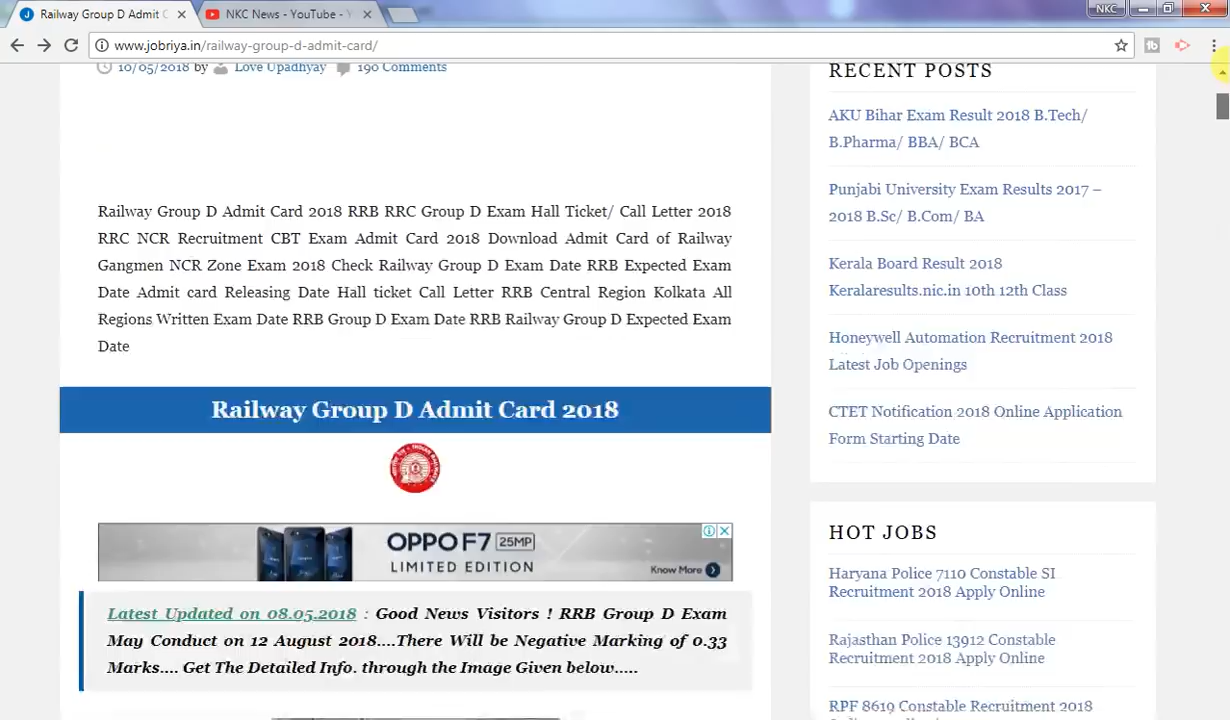 Railway Group D Admit C
NKC News - YouTube - Y
NKC
www.jobriya.in/railway-group-d-admit-card/
10/05/2018 by Love Upadhyay 190 Comments
Railway Group D Admit Card 2018 RRB RRC Group D Exam Hall Ticket/ Call Letter 2018
RRC NCR Recruitment CBT Exam Admit Card 2018 Download Admit Card of Railway
Gangmen NCR Zone Exam 2018 Check Railway Group D Exam Date RRB Expected Exam
Date Admit card Releasing Date Hall ticket Call Letter RRB Central Region Kolkata All
Regions Written Exam Date RRB Group D Exam Date RRB Railway Group D Expected Exam
Date
Railway Group D Admit Card 2018
OPPO F7 25MP
LIMITED EDITION
Know More
Latest Updated on 08.05.2018 : Good News Visitors ! RRB Group D Exam
May Conduct on 12 August 2018....There Will be Negative Marking of 0.33
Marks.... Get The Detailed Info. through the Image Given below.....
RECENT POSTS
AKU Bihar Exam Result 2018 B.Tech/
B.Pharma/ BBA/ BCA
Punjabi University Exam Results 2017 –
2018 B.Sc/ B.Com/ BA
Kerala Board Result 2018
Keralaresults.nic.in 10th 12th Class
Honeywell Automation Recruitment 2018
Latest Job Openings
CTET Notification 2018 Online Application
Form Starting Date
HOT JOBS
Haryana Police 7110 Constable SI
Recruitment 2018 Apply Online
Rajasthan Police 13912 Constable
Recruitment 2018 Apply Online
RPF 8619 Constable Recruitment 2018